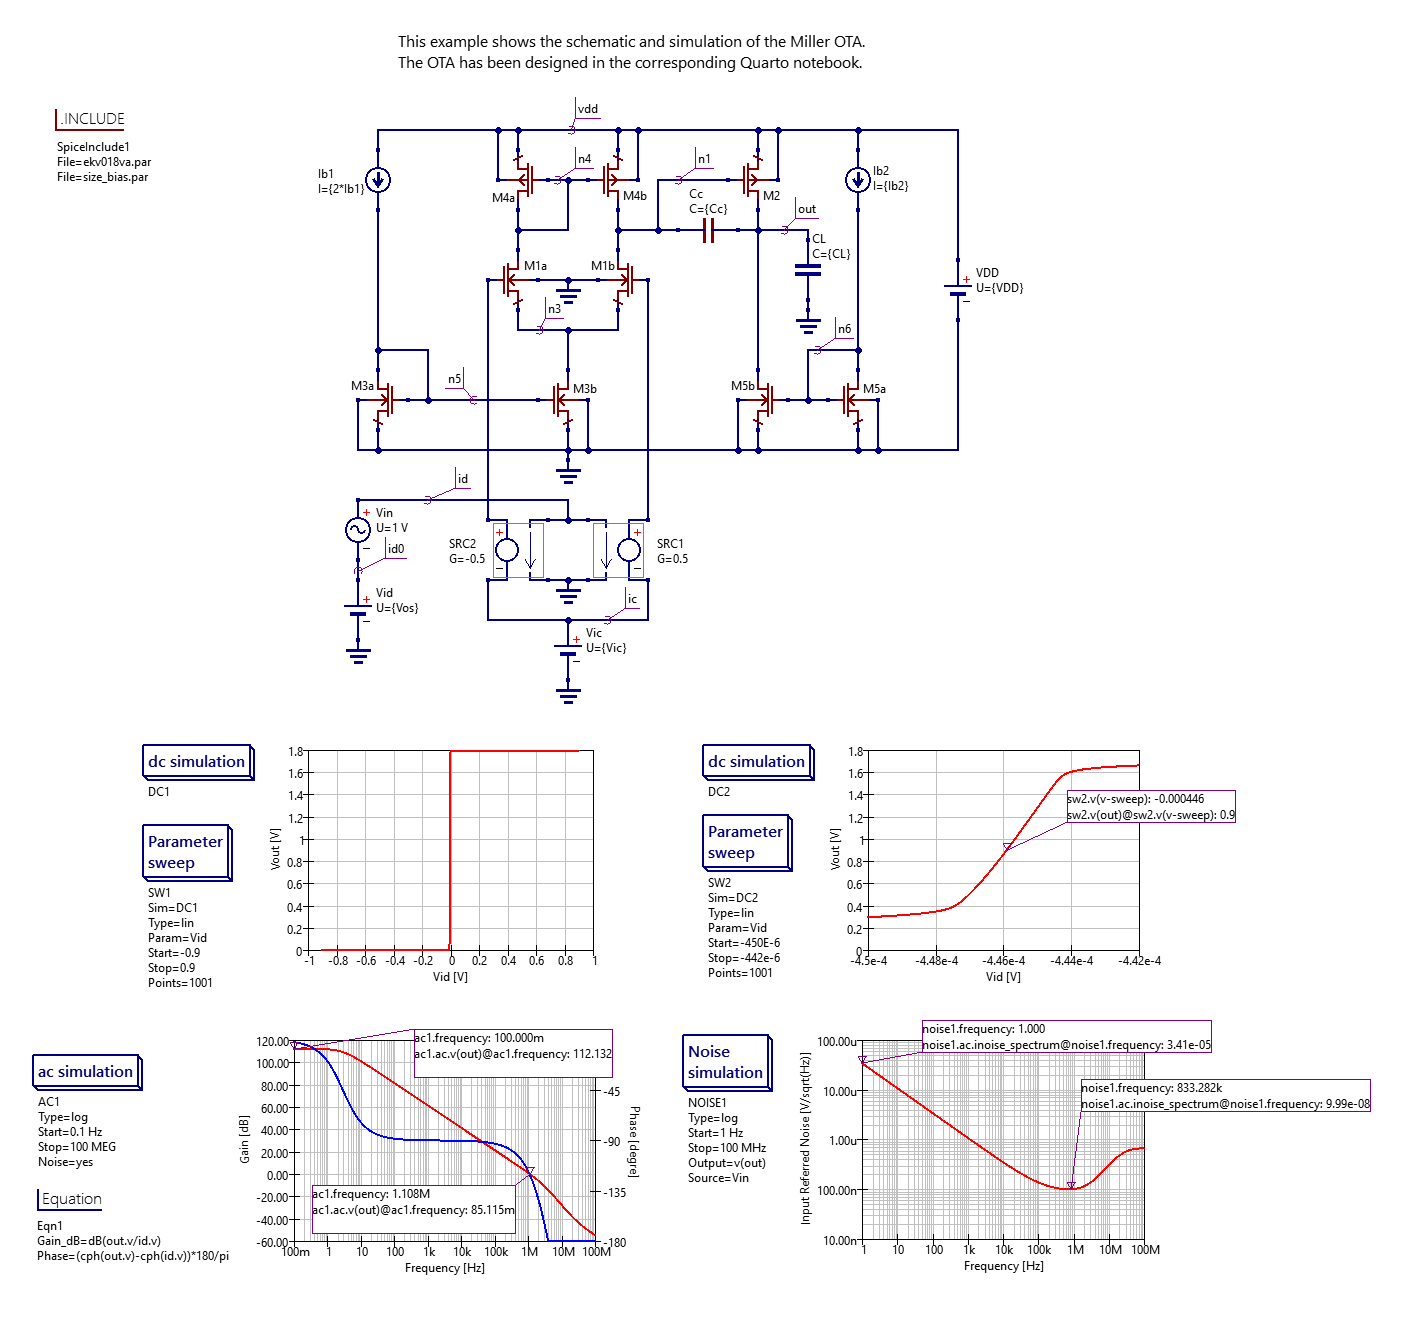 This example shows the schematic and simulation of the Miller OTA.
The OTA has been designed in the corresponding Quarto notebook.
.INCLUDE
SpiceInclude1
File=ekv018va.par
File=size_bias.par
vdd
Ib1
I={2*Ib1}
n4
n1
M4a
M4b
M2
Ib2
I={Ib2}
Cc
C={Cc}
out
CL
C={CL}
M1a
M1b
VDD
U={VDD}
n3
n6
M3a
n5
M3b
M5b
M5a
id
Vin
U=1 V
id0
SRC2
G=-0.5
SRC1
G=0.5
Vid
U={Vos}
ic
Vic
U={Vic}
dc simulation
DC1
Parameter
sweep
SW1
Sim=DC1
Type=lin
Param=Vid
Start=-0.9
Stop=0.9
Points=1001
Vout [V]
1.8
1.6
1.4
1.2
1
0.8
0.6
0.4
0.2
0
-1 -0.8 -0.6 -0.4 -0.2 0 0.2 0.4 0.6 0.8 1
Vid [V]
dc simulation
DC2
Parameter
sweep
SW2
Sim=DC2
Type=lin
Param=Vid
Start=-450E-6
Stop=-442e-6
Points=1001
Vout [V]
1.8
1.6
1.4
1.2
1
0.8
0.6
0.4
0.2
0
sw2.v(v-sweep): -0.000446
sw2.v(out)@sw2.v(v-sweep): 0.9
-4.5e-4 -4.48e-4 -4.46e-4 -4.44e-4 -4.42e-4
Vid [V]
ac simulation
AC1
Type=log
Start=0.1 Hz
Stop=100 MEG
Noise=yes
Equation
Eqn1
Gain_dB=dB(out.v/id.v)
Phase=(cph(out.v)-cph(id.v))*180/pi
Gain [dB]
120.00
100.00
80.00
60.00
40.00
20.00
0.00
-20.00
-40.00
-60.00
ac1.frequency: 100.000m
ac1.ac.v(out)@ac1.frequency: 112.132
ac1.frequency: 1.108M
ac1.ac.v(out)@ac1.frequency: 85.115m
-45
-90
-135
-180
Phase [degree]
100m 1 10 100 1k 10k 100k 1M 10M 100M
Frequency [Hz]
Noise
simulation
NOISE1
Type=log
Start=1 Hz
Stop=100 MHz
Output=v(out)
Source=Vin
Input Referred Noise [V/sqrt(Hz)]
100.00u
10.00u
1.00u
100.00n
10.00n
noise1.frequency: 1.000
noise1.ac.inoise_spectrum@noise1.frequency: 3.41e-05
noise1.frequency: 833.282k
noise1.ac.inoise_spectrum@noise1.frequency: 9.99e-08
1 10 100 1k 10k 100k 1M 10M 100M
Frequency [Hz]